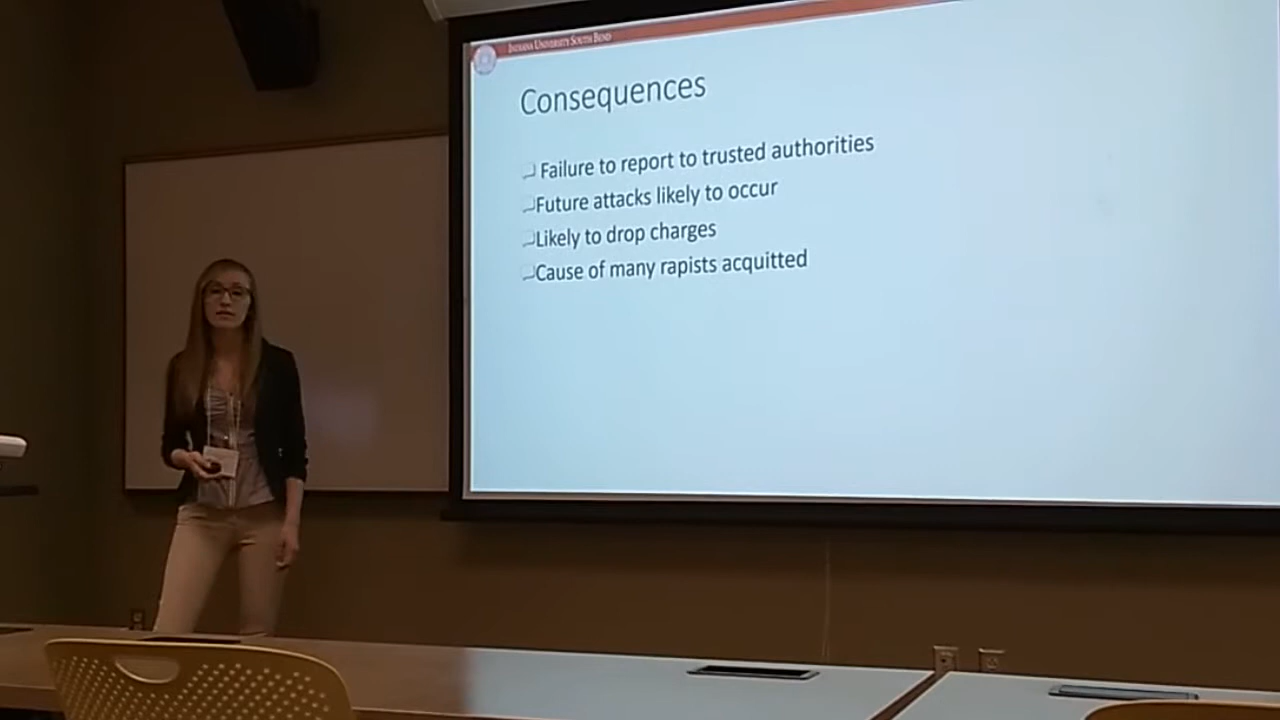 INDIANA UNIVERSITY SOUTH BEND
Consequences
Failure to report to trusted authorities
Future attacks likely to occur
Likely to drop charges
Cause of many rapists acquitted